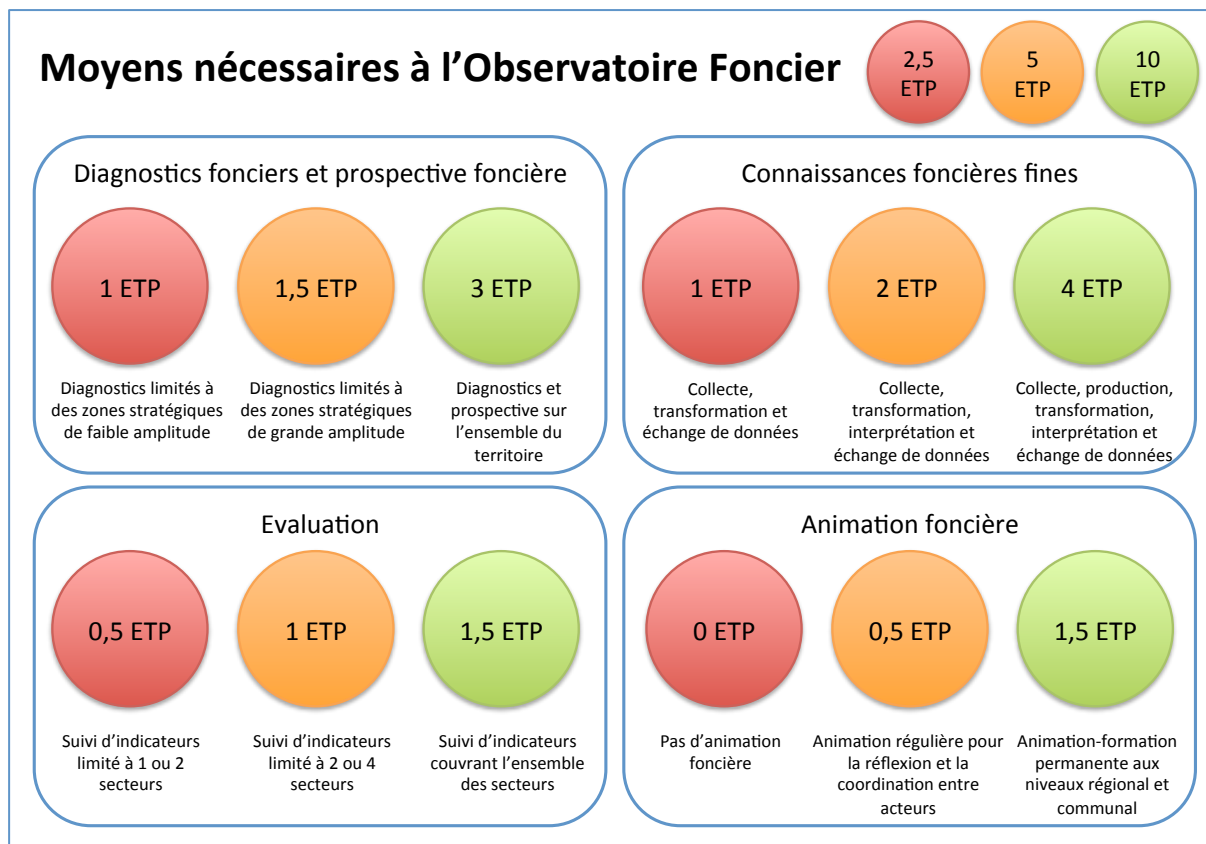 Moyens nécessaires à l'Observatoire Foncier
2,5
ETP
5
ETP
10
ETP
Diagnostics fonciers et prospective foncière
1 ETP
1,5 ETP
3 ETP
Diagnostics limités à
des zones stratégiques
de faible amplitude
Diagnostics limités à
des zones stratégiques
de grande amplitude
Diagnostics et
prospective sur
l'ensemble du
territoire
Connaissances foncières fines
1 ETP
2 ETP
4 ETP
Collecte,
transformation et
échange de données
Collecte,
transformation,
interprétation et
échange de données
Collecte, production,
transformation,
interprétation et
échange de données
Evaluation
0,5 ETP
1 ETP
1,5 ETP
Suivi d'indicateurs
limité à 1 ou 2
secteurs
Suivi d'indicateurs
limité à 2 ou 4
secteurs
Suivi d'indicateurs
couvrant l'ensemble
des secteurs
Animation foncière
0 ETP
0,5 ETP
1,5 ETP
Pas d'animation
foncière
Animation régulière pour
la réflexion et la
coordination entre
acteurs
Animation-formation
permanente aux
niveaux régional et
communal